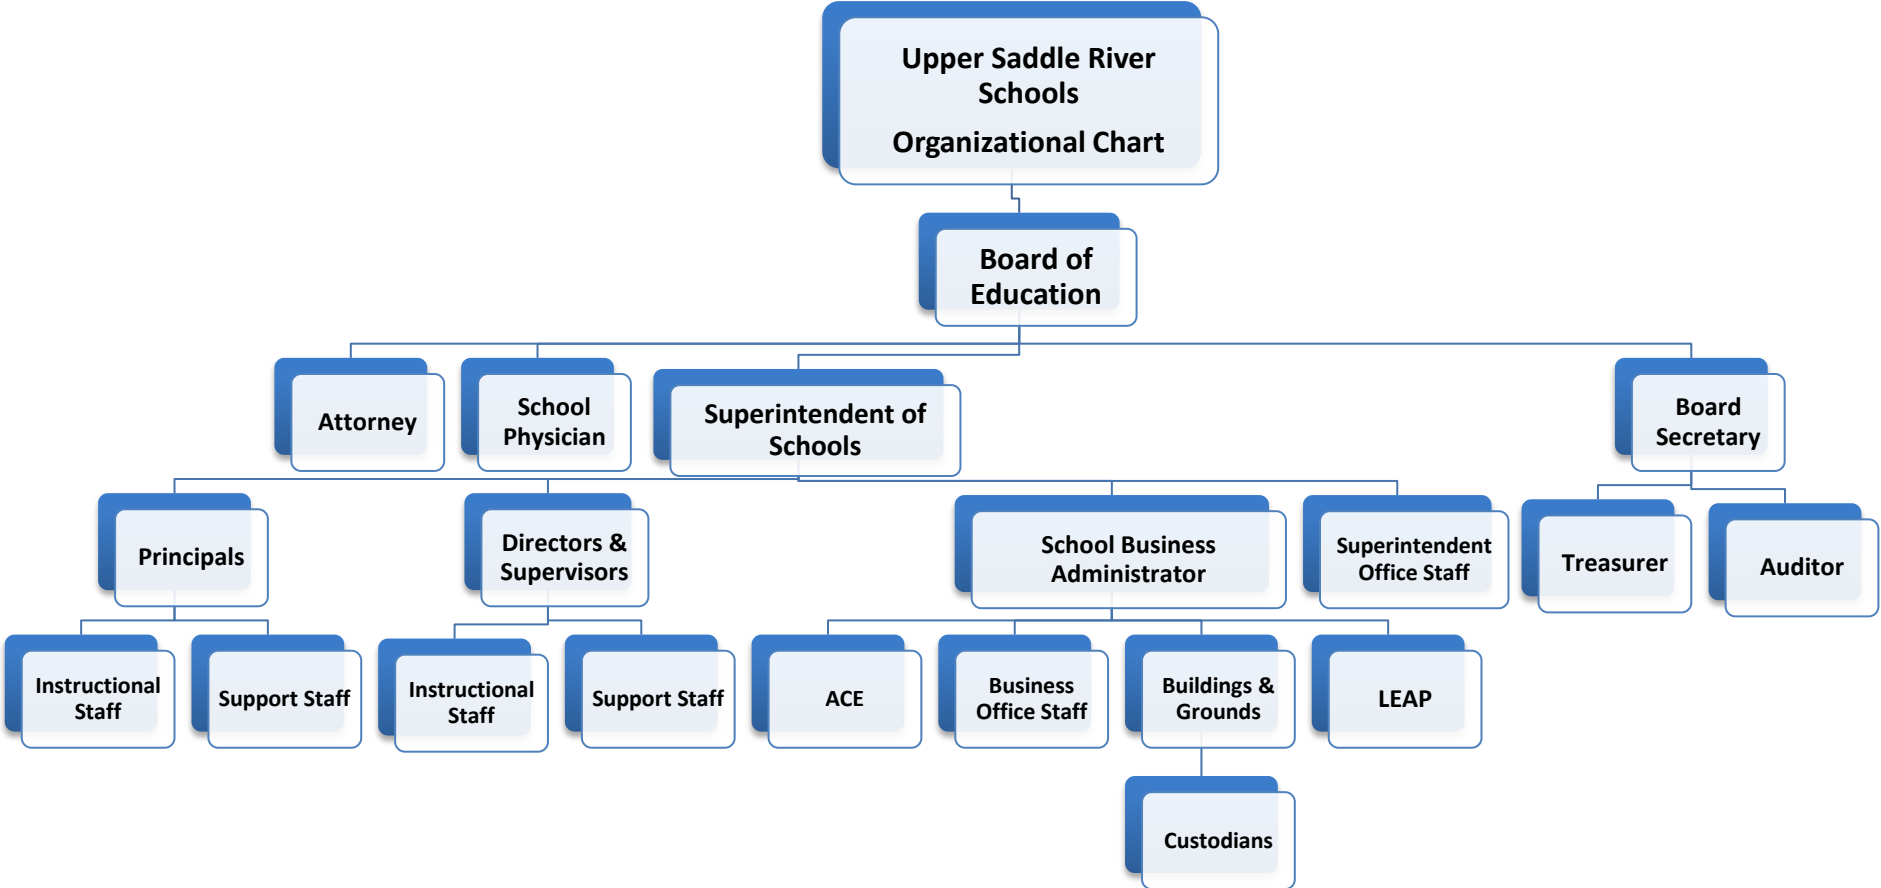 Upper Saddle River
Schools
Organizational Chart
Board of
Education
Attorney
School
Physician
Superintendent of
Schools
Board
Secretary
Principals
Directors &
Supervisors
School Business
Administrator
Superintendent
Office Staff
Treasurer
Auditor
Instructional
Staff
Support Staff
Instructional
Staff
Support Staff
ACE
Business
Office Staff
Buildings &
Grounds
LEAP
Custodians